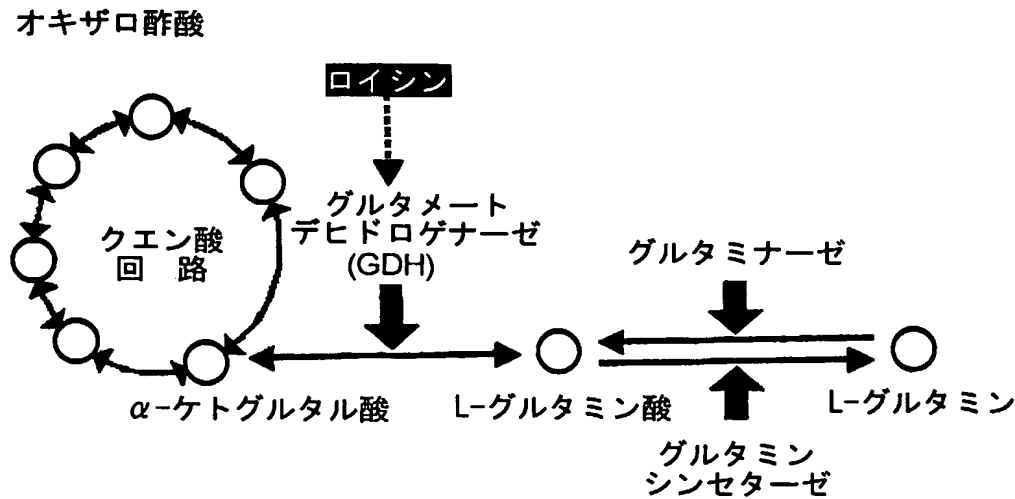 オキザロ酢酸
ロイシン
グルタメート
デヒドロゲナーゼ
(GDH)
クエン酸
回 路
グルタミナーゼ
α-ケトグルタル酸
L-グルタミン酸
L-グルタミン
グルタミン
シンセターゼ